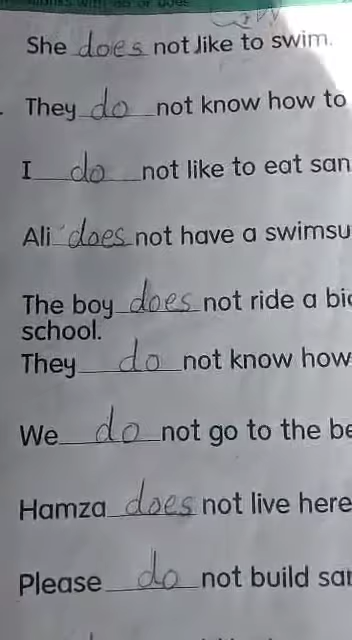 She does not like to swim.
They do not know how to
I do not like to eat san
Ali does not have a swimsu
The boy does not ride a bic
school.
They do not know how
We do not go to the be
Hamza does not live here
Please do not build san